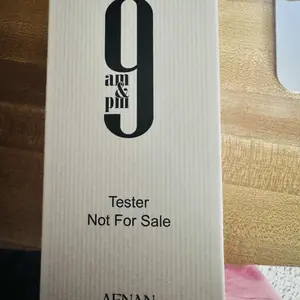 9
am
&
pm
Tester
Not For Sale
AFNAN